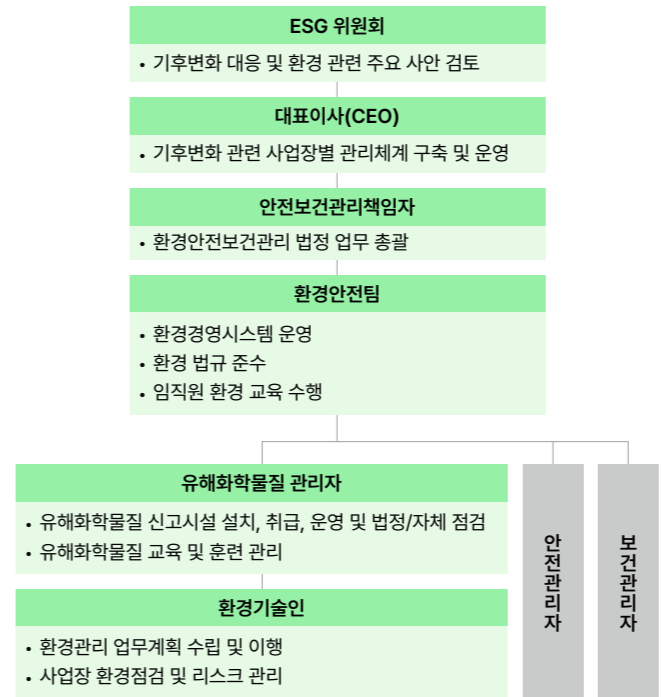 ESG 위원회
• 기후변화 대응 및 환경 관련 주요 사안 검토
대표이사(CEO)
• 기후변화 관련 사업장별 관리체계 구축 및 운영
안전보건관리책임자
• 환경안전보건관리 법정 업무 총괄
환경안전팀
• 환경경영시스템 운영
• 환경 법규 준수
• 임직원 환경 교육 수행
유해화학물질 관리자
• 유해화학물질 신고시설 설치, 취급, 운영 및 법정/자체 점검
• 유해화학물질 교육 및 훈련 관리
환경기술인
• 환경관리 업무계획 수립 및 이행
• 사업장 환경점검 및 리스크 관리
안전관리자
보건관리자